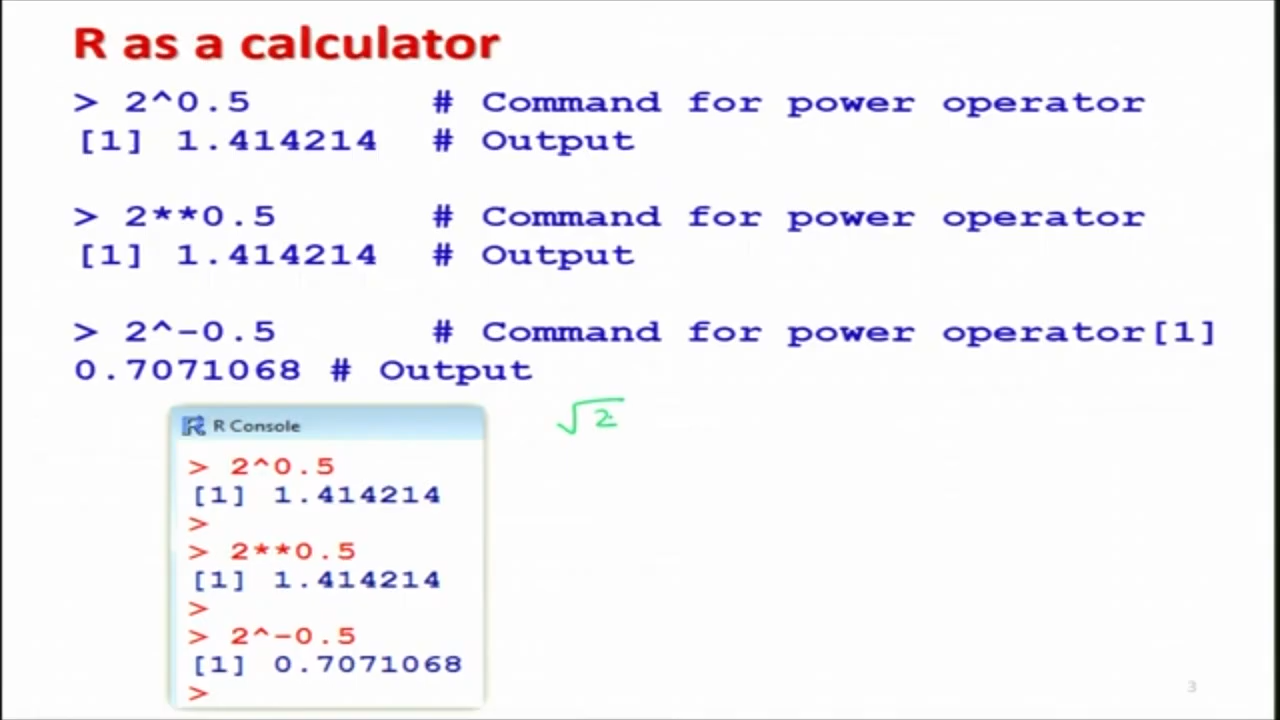 R as a calculator
> 2^0.5 # Command for power operator
[1] 1.414214 # Output
> 2**0.5 # Command for power operator
[1] 1.414214 # Output
> 2^-0.5 # Command for power operator[1]
0.7071068 # Output
√2
R Console
> 2^0.5
[1] 1.414214
>
> 2**0.5
[1] 1.414214
>
> 2^-0.5
[1] 0.7071068
>
3